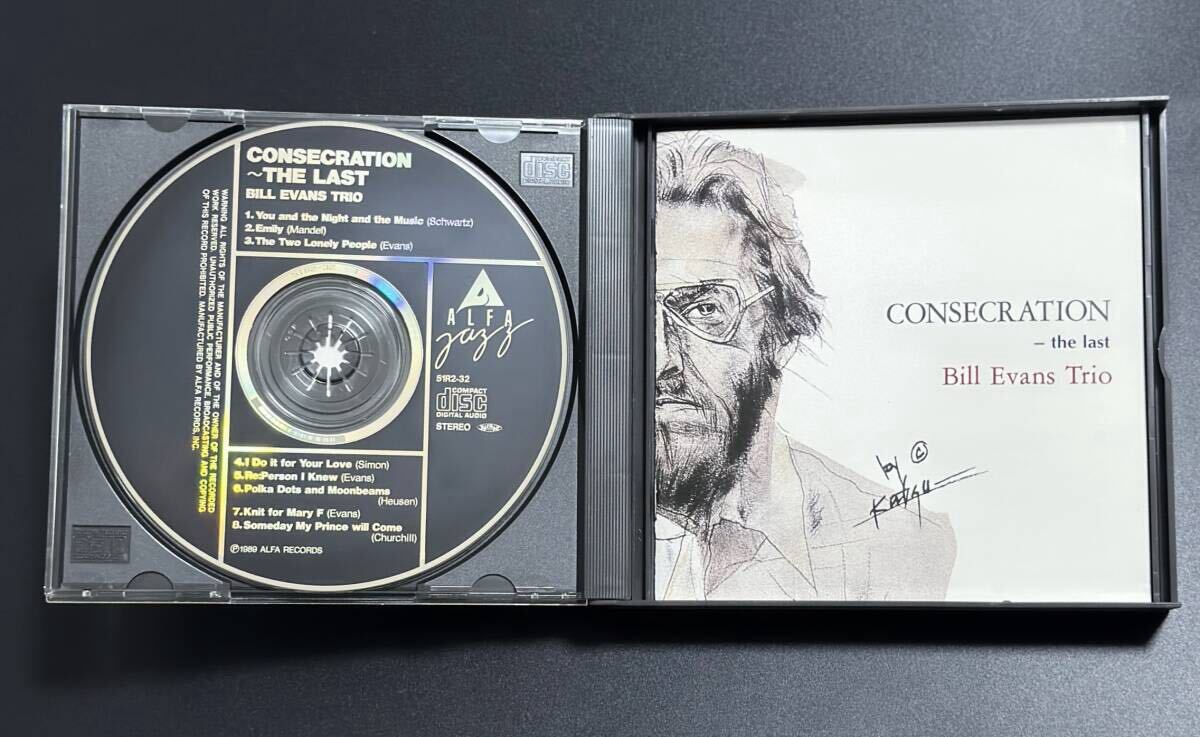 CONSECRATION
~THE LAST
BILL EVANS TRIO
1. You and the Night and the Music (Schwartz)
2. Emily (Mandel)
3. The Two Lonely People (Evans)
WARNING ALL RIGHTS OF THE MANUFACTURER AND OF THE OWNER OF THE RECORDED
WORK RESERVED. UNAUTHORIZED PUBLIC PERFORMANCE, BROADCASTING AND COPYING
OF THIS RECORD PROHIBITED. MANUFACTURED BY ALFA RECORDS, INC.
ALFA
jazz
51R2-32
COMPACT
disc
DIGITAL AUDIO
STEREO
4. I Do it for Your Love (Simon)
5. Re:Person I Knew (Evans)
6. Polka Dots and Moonbeams
(Heusen)
7. Knit for Mary F (Evans)
8. Someday My Prince will Come
(Churchill)
℗1989 ALFA RECORDS
COMPACT
disc
DIGITAL AUDIO
CONSECRATION
– the last
Bill Evans Trio
by ©